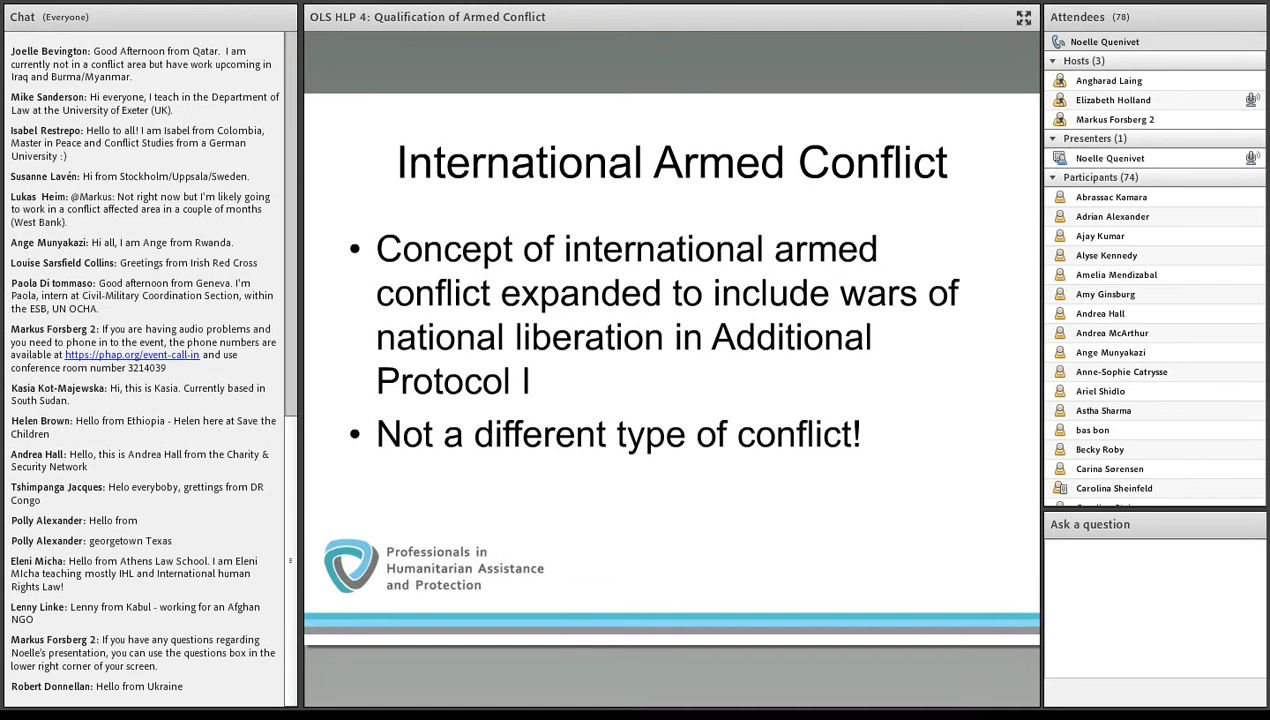 Chat (Everyone)
Joelle Bevington: Good Afternoon from Qatar. I am
currently not in a conflict area but have work upcoming in
Iraq and Burma/Myanmar.
Mike Sanderson: Hi everyone, I teach in the Department of
Law at the University of Exeter (UK).
Isabel Restrepo: Hello to all! I am Isabel from Colombia,
Master in Peace and Conflict Studies from a German
University :)
Susanne Lavén: Hi from Stockholm/Uppsala/Sweden.
Lukas Heim: @Markus: Not right now but I'm likely going
to work in a conflict affected area in a couple of months
(West Bank).
Ange Munyakazi: Hi all, I am Ange from Rwanda.
Louise Sarsfield Collins: Greetings from Irish Red Cross
Paola Di tommaso: Good afternoon from Geneva. I'm
Paola, intern at Civil-Military Coordination Section, within
the ESB, UN OCHA.
Markus Forsberg 2: If you are having audio problems and
you need to phone in to the event, the phone numbers are
available at https://phap.org/event-call-in and use
conference room number 3214039
Kasia Kot-Majewska: Hi, this is Kasia. Currently based in
South Sudan.
Helen Brown: Hello from Ethiopia - Helen here at Save the
Children
Andrea Hall: Hello, this is Andrea Hall from the Charity &
Security Network
Tshimpanga Jacques: Helo everyboby, grettings from DR
Congo
Polly Alexander: Hello from
Polly Alexander: georgetown Texas
Eleni Micha: Hello from Athens Law School. I am Eleni
MIcha teaching mostly IHL and International human
Rights Law!
Lenny Linke: Lenny from Kabul - working for an Afghan
NGO
Markus Forsberg 2: If you have any questions regarding
Noelle's presentation, you can use the questions box in the
lower right corner of your screen.
Robert Donnellan: Hello from Ukraine
OLS HLP 4: Qualification of Armed Conflict
International Armed Conflict
• Concept of international armed
conflict expanded to include wars of
national liberation in Additional
Protocol I
• Not a different type of conflict!
Professionals in
Humanitarian Assistance
and Protection
Attendees (78)
Noelle Quenivet
Hosts (3)
Angharad Laing
Elizabeth Holland
Markus Forsberg 2
Presenters (1)
Noelle Quenivet
Participants (74)
Abrassac Kamara
Adrian Alexander
Ajay Kumar
Alyse Kennedy
Amelia Mendizabal
Amy Ginsburg
Andrea Hall
Andrea McArthur
Ange Munyakazi
Anne-Sophie Catrysse
Ariel Shidlo
Astha Sharma
bas bon
Becky Roby
Carina Sørensen
Carolina Sheinfeld
Ask a question